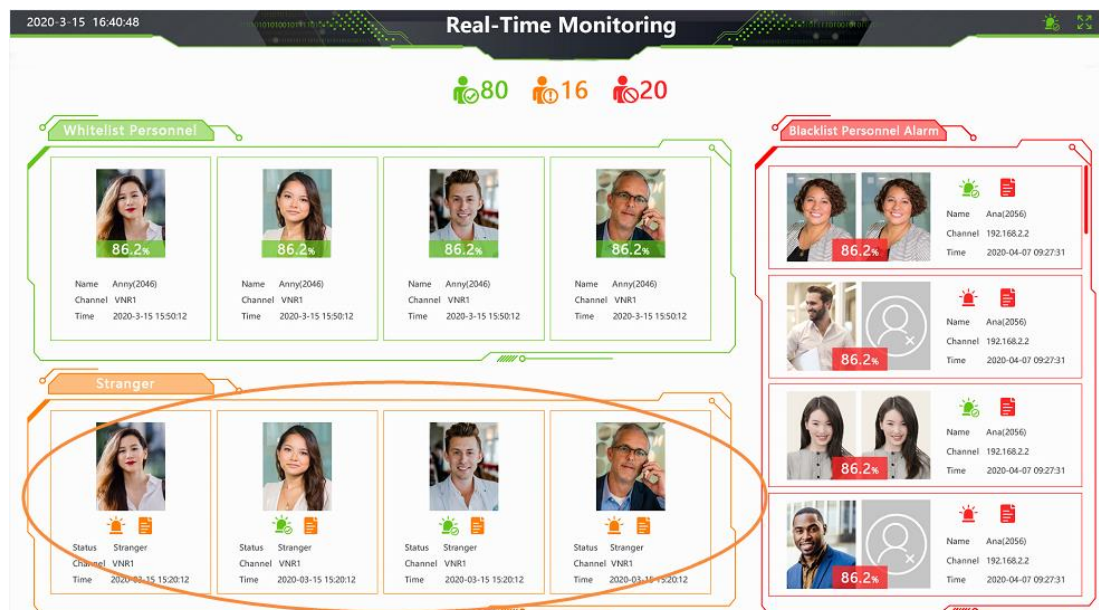 2020-3-15 16:40:48
Real-Time Monitoring
80 16 20
Whitelist Personnel
86.2% 86.2% 86.2% 86.2%
Name Anny(2046) Name Anny(2046) Name Anny(2046) Name Anny(2046)
Channel VNR1 Channel VNR1 Channel VNR1 Channel VNR1
Time 2020-3-15 15:50:12 Time 2020-3-15 15:50:12 Time 2020-3-15 15:50:12 Time 2020-3-15 15:50:12
Stranger
Status Stranger Status Stranger Status Stranger Status Stranger
Channel VNR1 Channel VNR1 Channel VNR1 Channel VNR1
Time 2020-03-15 15:20:12 Time 2020-03-15 15:20:12 Time 2020-03-15 15:20:12 Time 2020-03-15 15:20:12
Blacklist Personnel Alarm
86.2%
Name Ana(2056)
Channel 192.168.2.2
Time 2020-04-07 09:27:31
86.2%
Name Ana(2056)
Channel 192.168.2.2
Time 2020-04-07 09:27:31
86.2%
Name Ana(2056)
Channel 192.168.2.2
Time 2020-04-07 09:27:31
86.2%
Name Ana(2056)
Channel 192.168.2.2
Time 2020-04-07 09:27:31